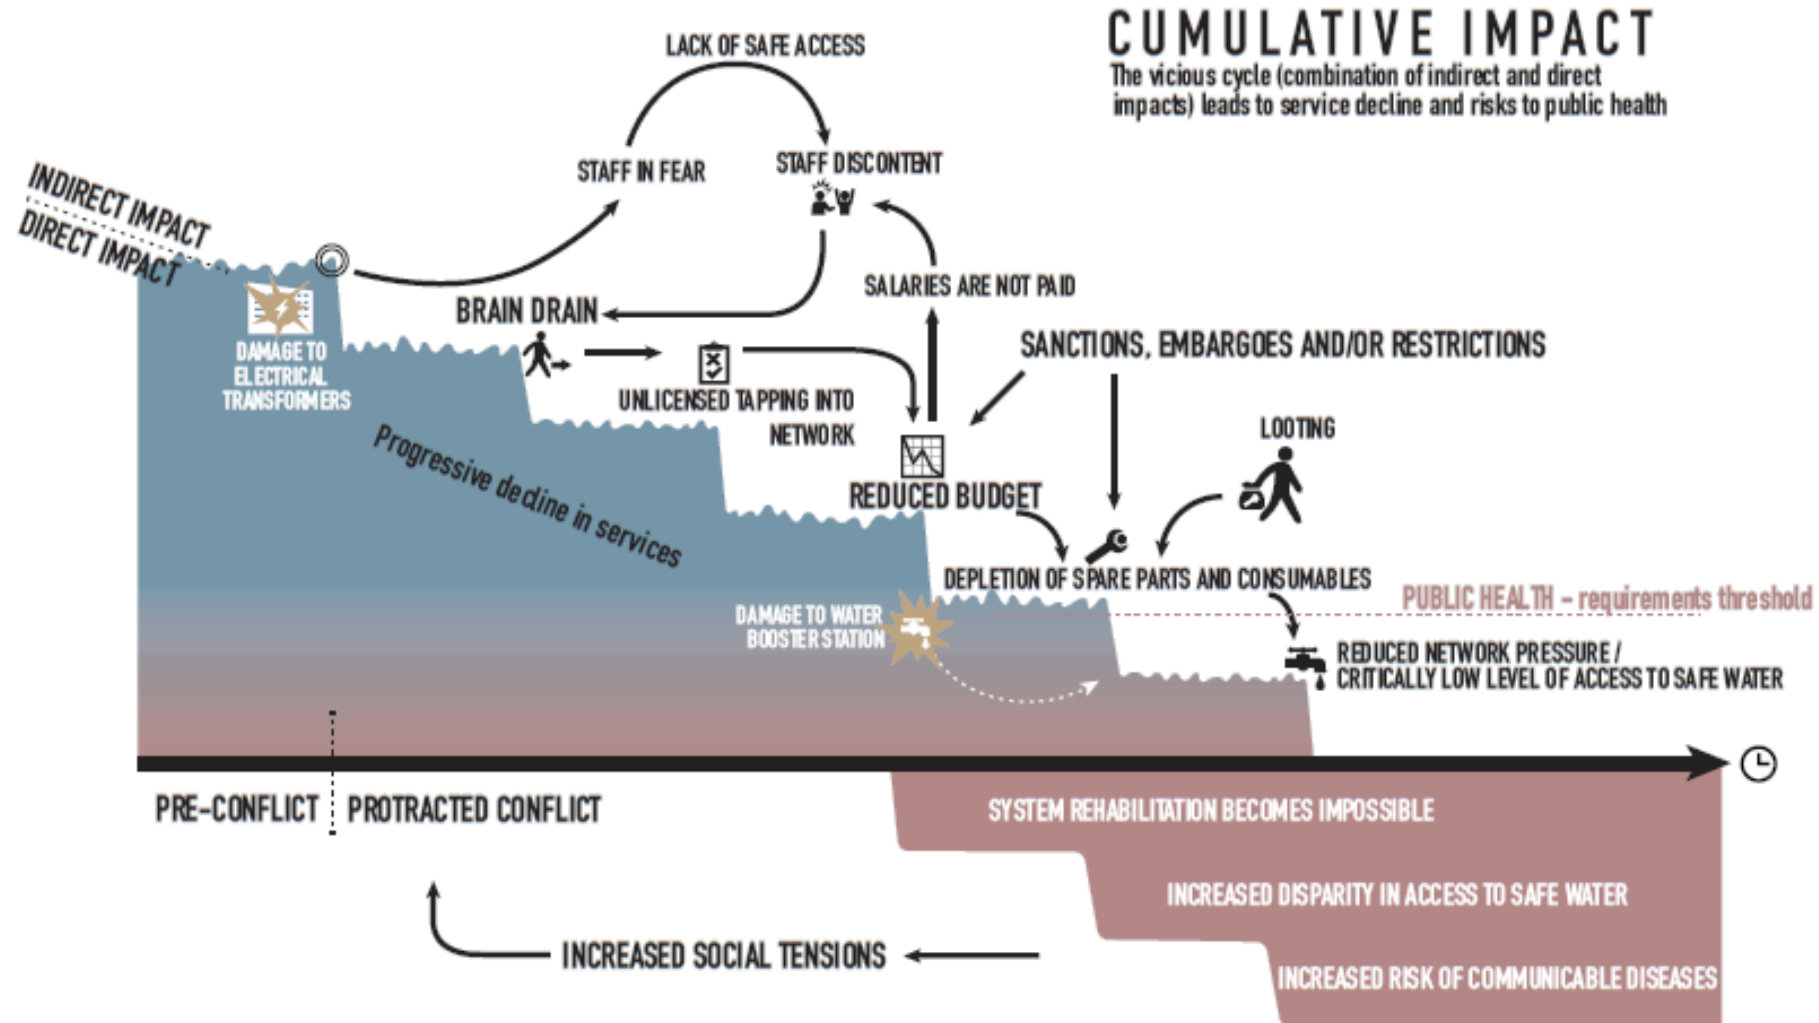 CUMULATIVE IMPACT
The vicious cycle (combination of indirect and direct
impacts) leads to service decline and risks to public health
LACK OF SAFE ACCESS
STAFF IN FEAR
STAFF DISCONTENT
INDIRECT IMPACT
DIRECT IMPACT
SALARIES ARE NOT PAID
BRAIN DRAIN
SANCTIONS, EMBARGOES AND/OR RESTRICTIONS
DAMAGE TO
ELECTRICAL
TRANSFORMERS
UNLICENSED TAPPING INTO
NETWORK
LOOTING
Progressive decline in services
REDUCED BUDGET
DEPLETION OF SPARE PARTS AND CONSUMABLES
PUBLIC HEALTH – requirements threshold
DAMAGE TO WATER
BOOSTER STATION
REDUCED NETWORK PRESSURE /
CRITICALLY LOW LEVEL OF ACCESS TO SAFE WATER
PRE-CONFLICT
PROTRACTED CONFLICT
SYSTEM REHABILITATION BECOMES IMPOSSIBLE
INCREASED DISPARITY IN ACCESS TO SAFE WATER
INCREASED SOCIAL TENSIONS
INCREASED RISK OF COMMUNICABLE DISEASES